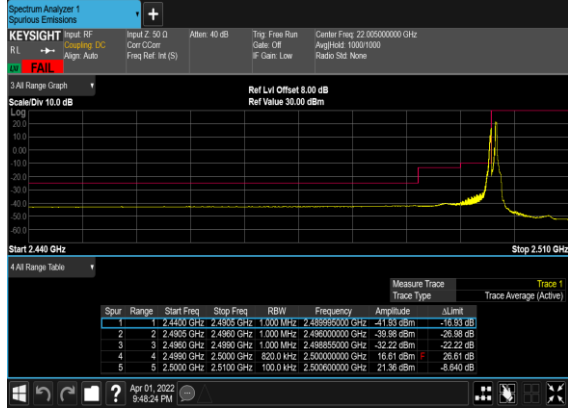 Spectrum Analyzer 1
Spurious Emissions
KEYSIGHT Input: RF
RL Coupling: DC
Align: Auto
FAIL
Input Z: 50 Ω
Corr CCorr
Freq Ref: Int (S)
Atten: 40 dB
Trig: Free Run
Gate: Off
IF Gain: Low
Center Freq: 22.005000000 GHz
Avg|Hold: 1000/1000
Radio Std: None
3 All Range Graph
Scale/Div 10.0 dB
Ref Lvl Offset 8.00 dB
Ref Value 30.00 dBm
Log
20.0
10.0
0.00
-10.0
-20.0
-30.0
-40.0
-50.0
-60.0
Start 2.440 GHz
Stop 2.510 GHz
4 All Range Table
Measure Trace Trace 1
Trace Type Trace Average (Active)
Spur Range Start Freq Stop Freq RBW Frequency Amplitude ΔLimit
1 1 2.4400 GHz 2.4905 GHz 1.000 MHz 2.489995000 GHz -41.93 dBm -16.93 dB
2 2 2.4905 GHz 2.4960 GHz 1.000 MHz 2.496000000 GHz -39.98 dBm -26.98 dB
3 3 2.4960 GHz 2.4990 GHz 1.000 MHz 2.498855000 GHz -32.22 dBm -22.22 dB
4 4 2.4990 GHz 2.5000 GHz 820.0 kHz 2.500000000 GHz 16.61 dBm F 26.61 dB
5 5 2.5000 GHz 2.5100 GHz 100.0 kHz 2.500600000 GHz 21.36 dBm -8.640 dB
Apr 01, 2022
9:48:24 PM